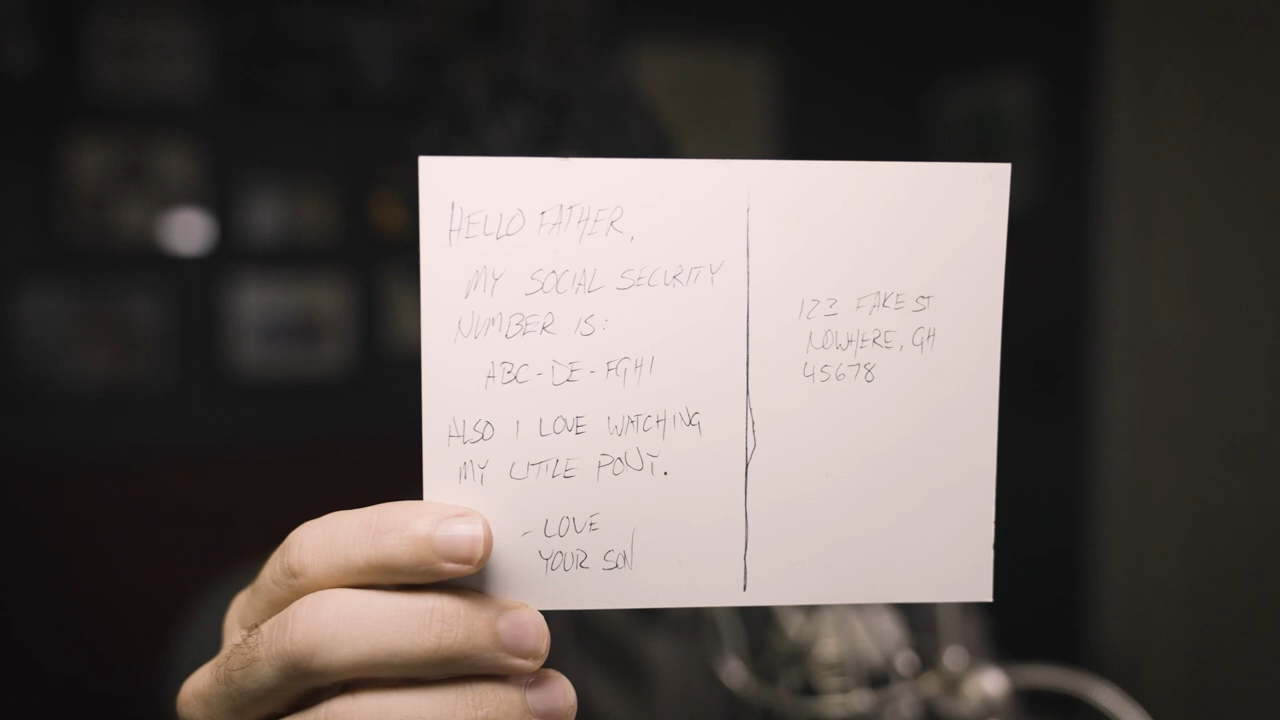 HELLO FATHER,
MY SOCIAL SECURITY
NUMBER IS:
ABC-DE-FGHI
ALSO I LOVE WATCHING
MY LITTLE PONY.
- LOVE
YOUR SON
123 FAKE ST
NOWHERE, GH
45678